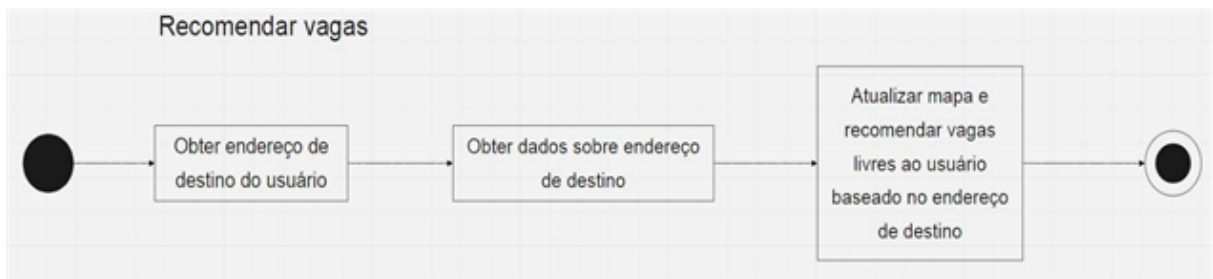 Recomendar vagas
Obter endereço de
destino do usuário
Obter dados sobre endereço
de destino
Atualizar mapa e
recomendar vagas
livres ao usuário
baseado no endereço
de destino